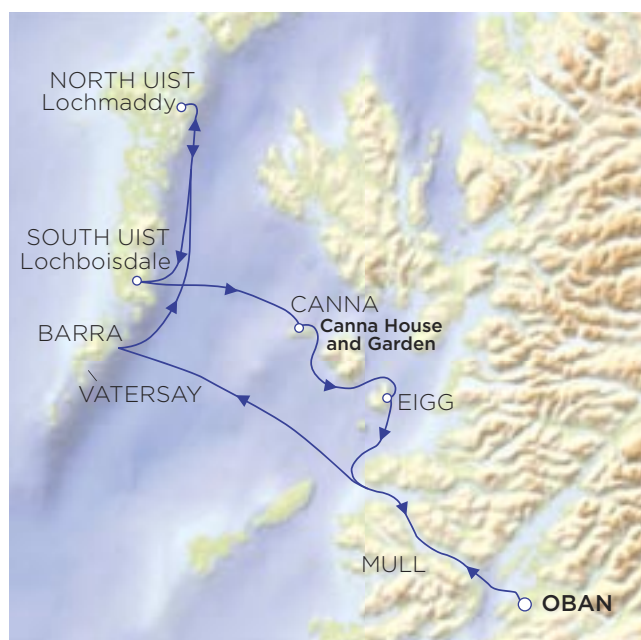 NORTH UIST
Lochmaddy
SOUTH UIST
Lochboisdale
CANNA
Canna House
and Garden
BARRA
VATERSAY
EIGG
MULL
OBAN